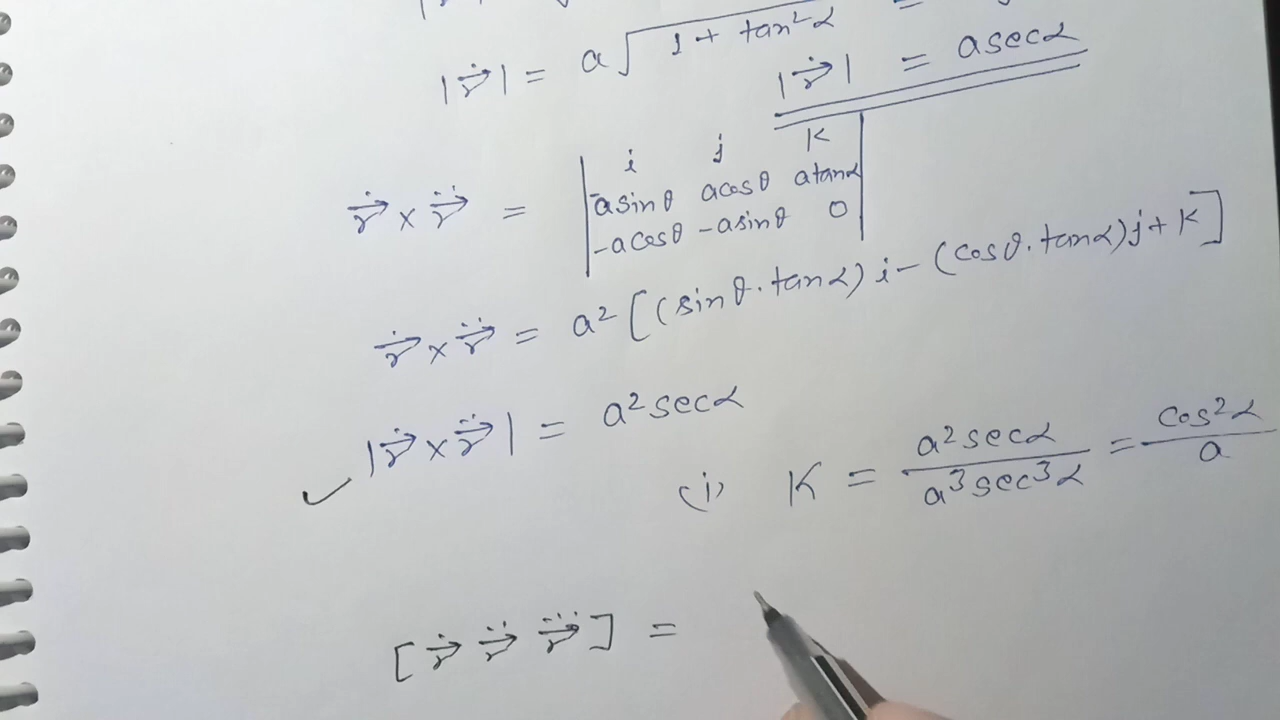 |ṙ⃗| = a√(1 + tan²α)
|ṙ⃗| = a secα
ṙ⃗ × r̈⃗ = | i j K |
| -a sinθ a cosθ a tanα |
| -a cosθ -a sinθ 0 |
ṙ⃗ × r̈⃗ = a² [(sinθ · tanα) i - (cosθ · tanα) j + K]
✓ |ṙ⃗ × r̈⃗| = a² secα
(i) K = a² secα / a³ sec³α = cos²α / a
[ṙ⃗ r̈⃗ r⃛⃗] =